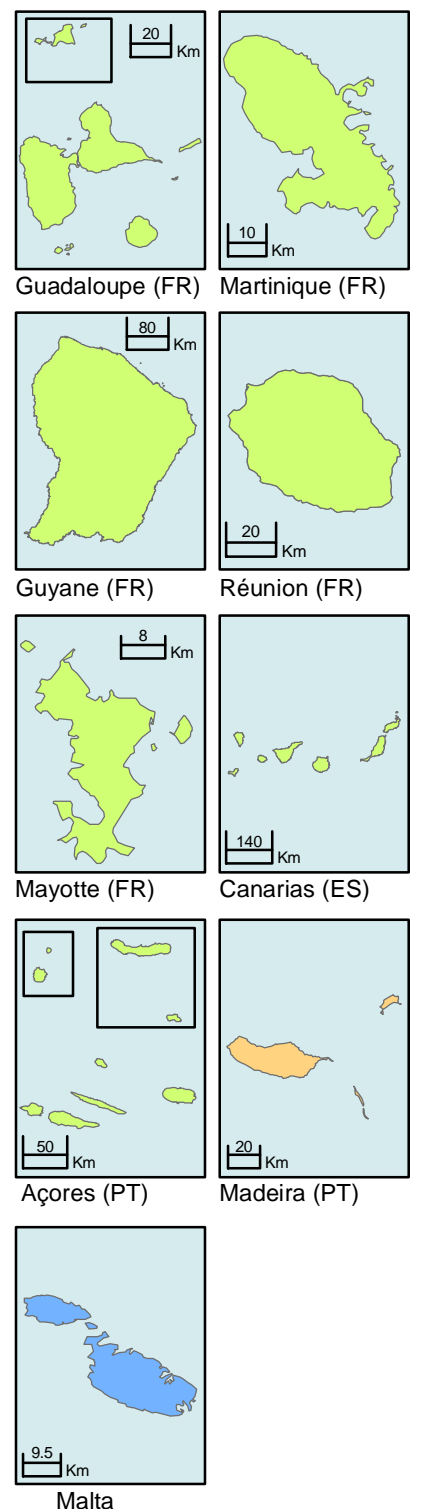 20
Km
Guadaloupe (FR)
10
Km
Martinique (FR)
80
Km
Guyane (FR)
20
Km
Réunion (FR)
8
Km
Mayotte (FR)
140
Km
Canarias (ES)
50
Km
Açores (PT)
20
Km
Madeira (PT)
9.5
Km
Malta